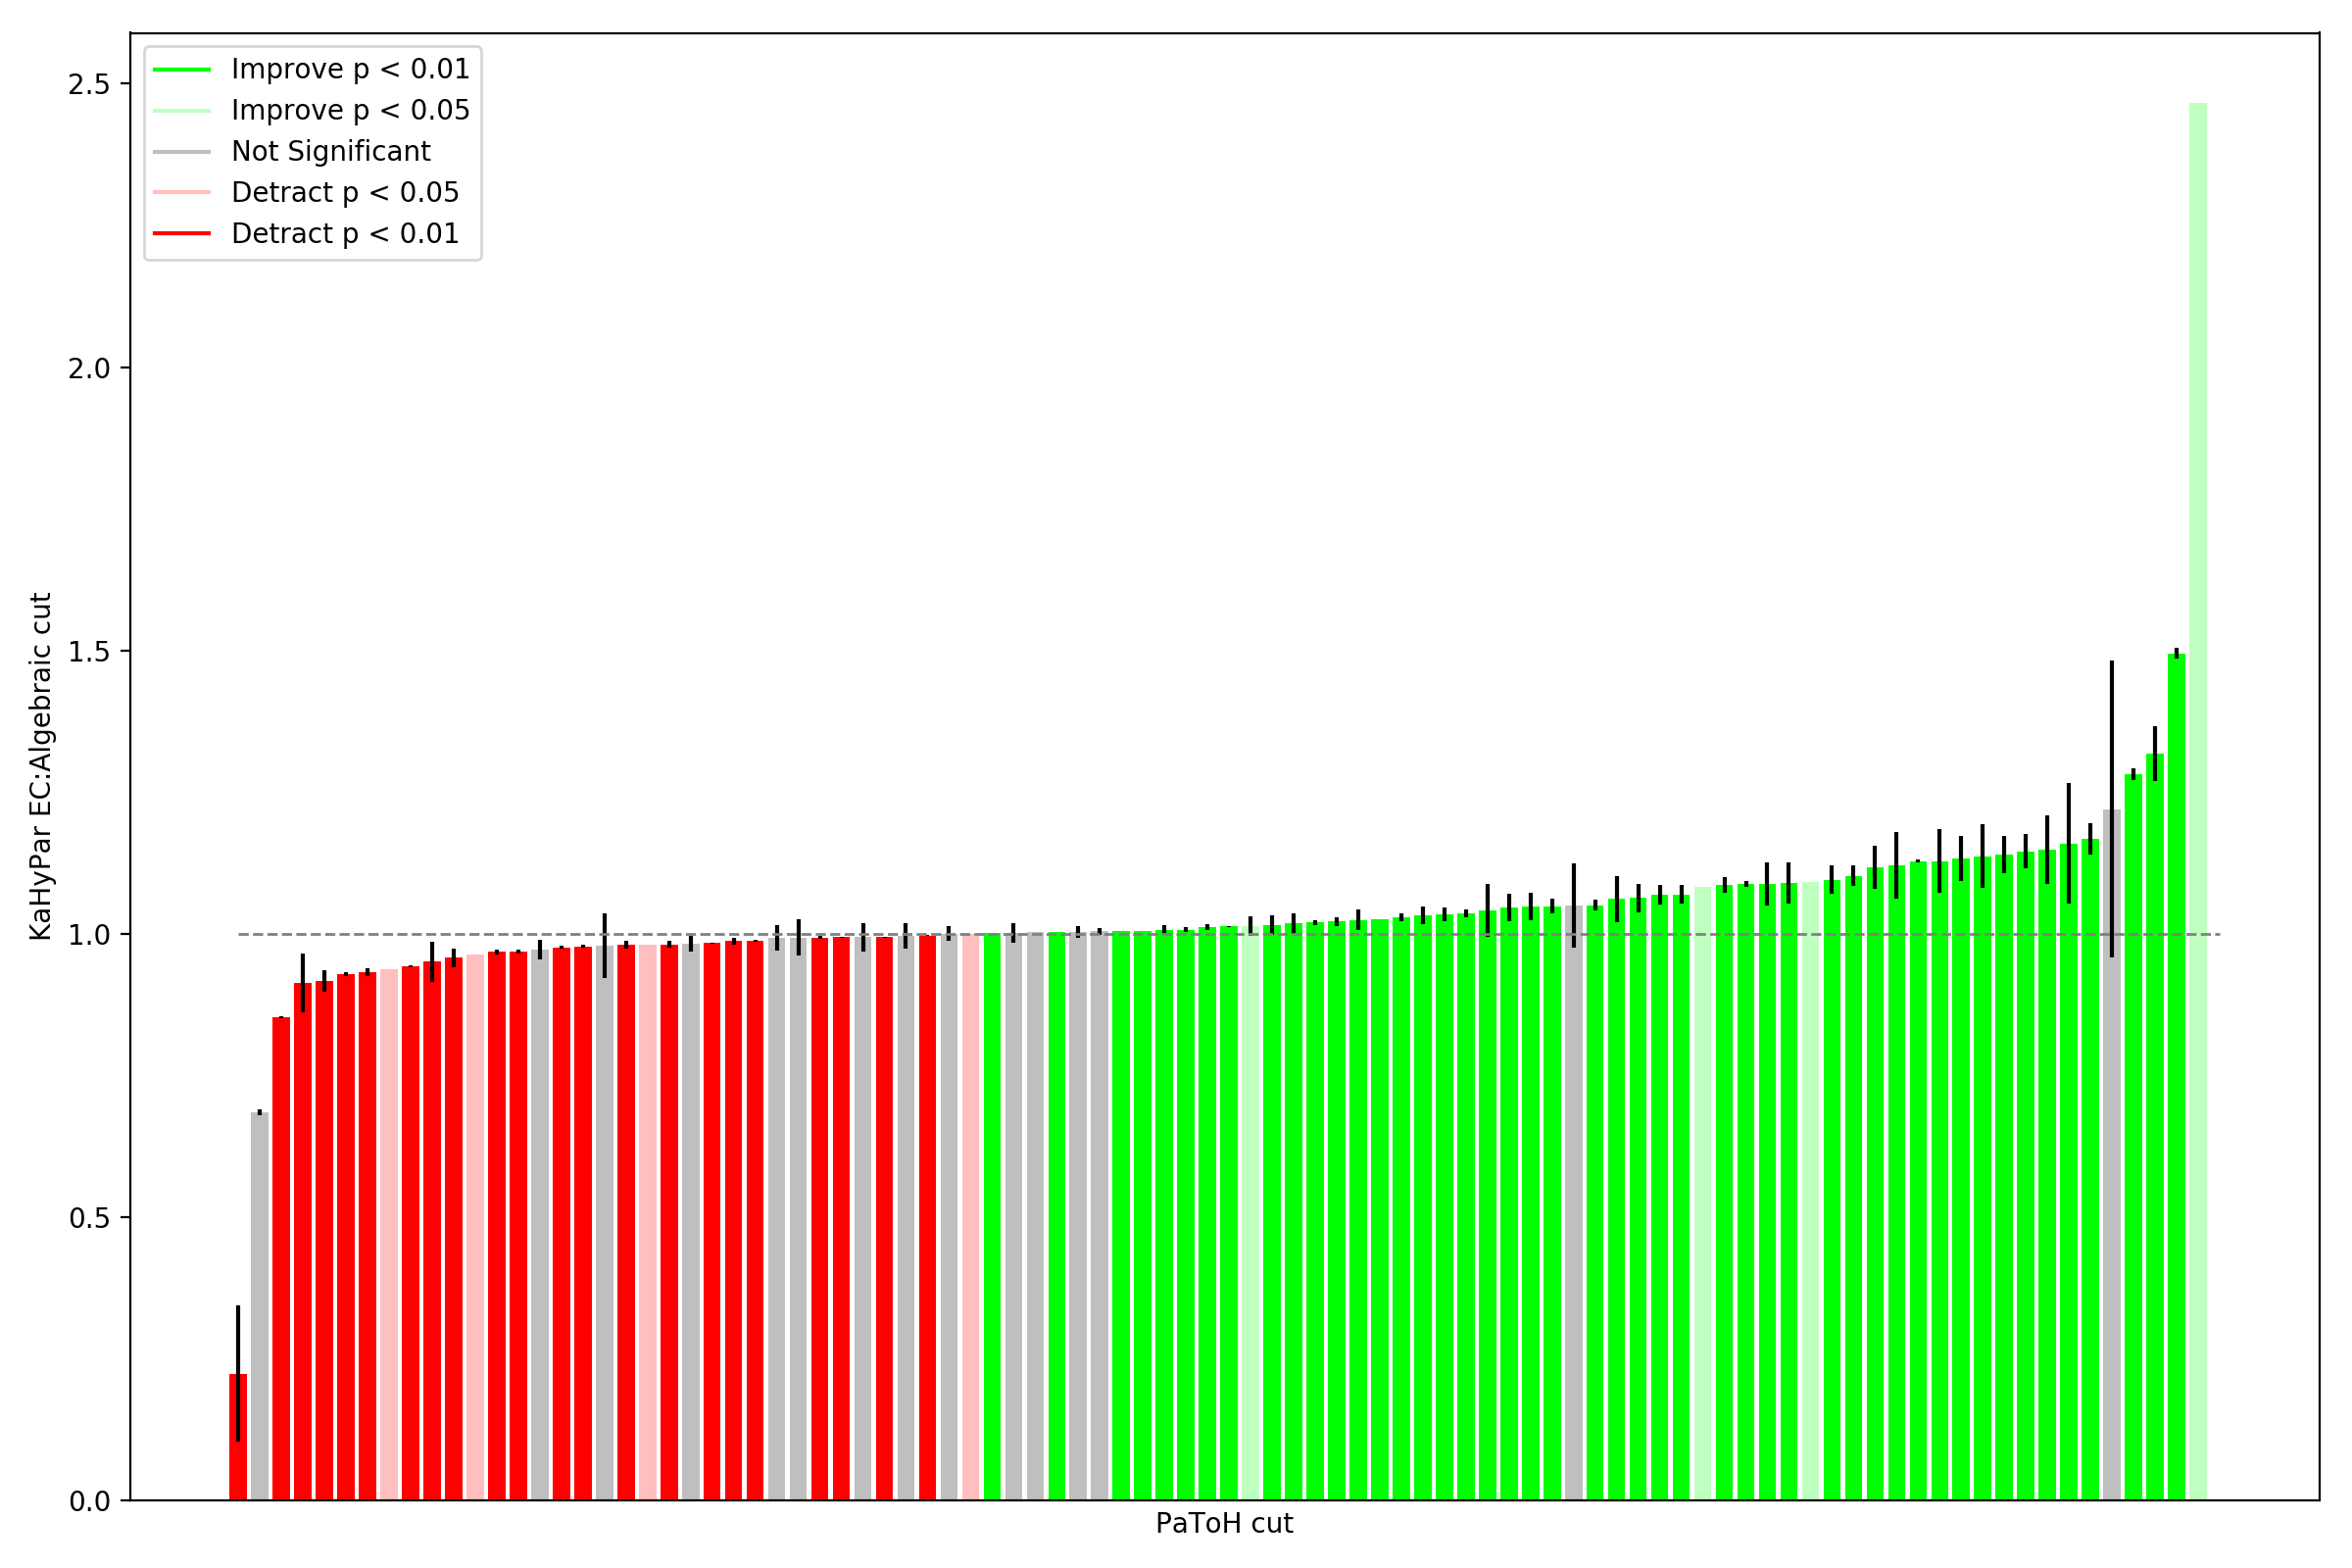 Improve p < 0.01
Improve p < 0.05
Not Significant
Detract p < 0.05
Detract p < 0.01
2.5
2.0
1.5
1.0
0.5
0.0
KaHyPar EC:Algebraic cut
PaToH cut